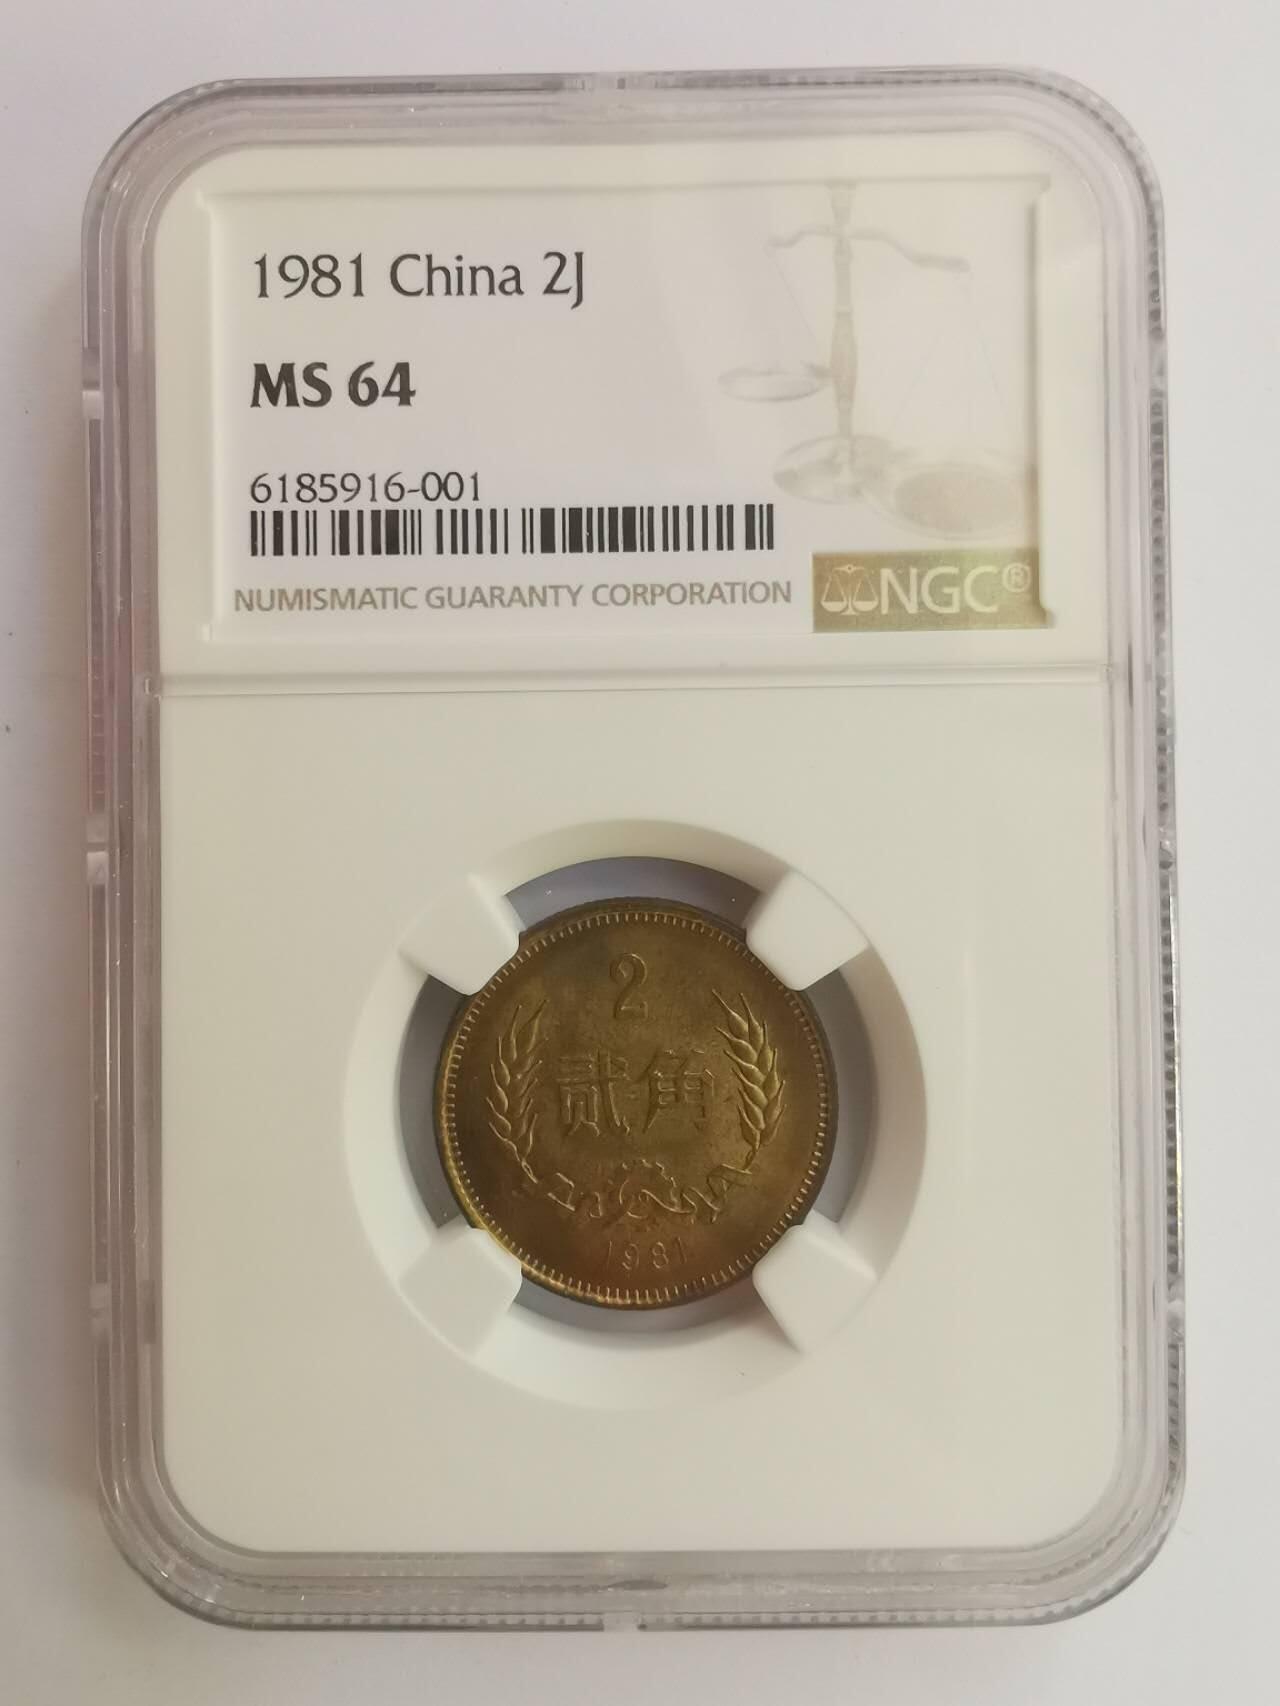 1981 China 2J
MS 64
6185916-001
NUMISMATIC GUARANTY CORPORATION
NGC®
2
贰角
1981